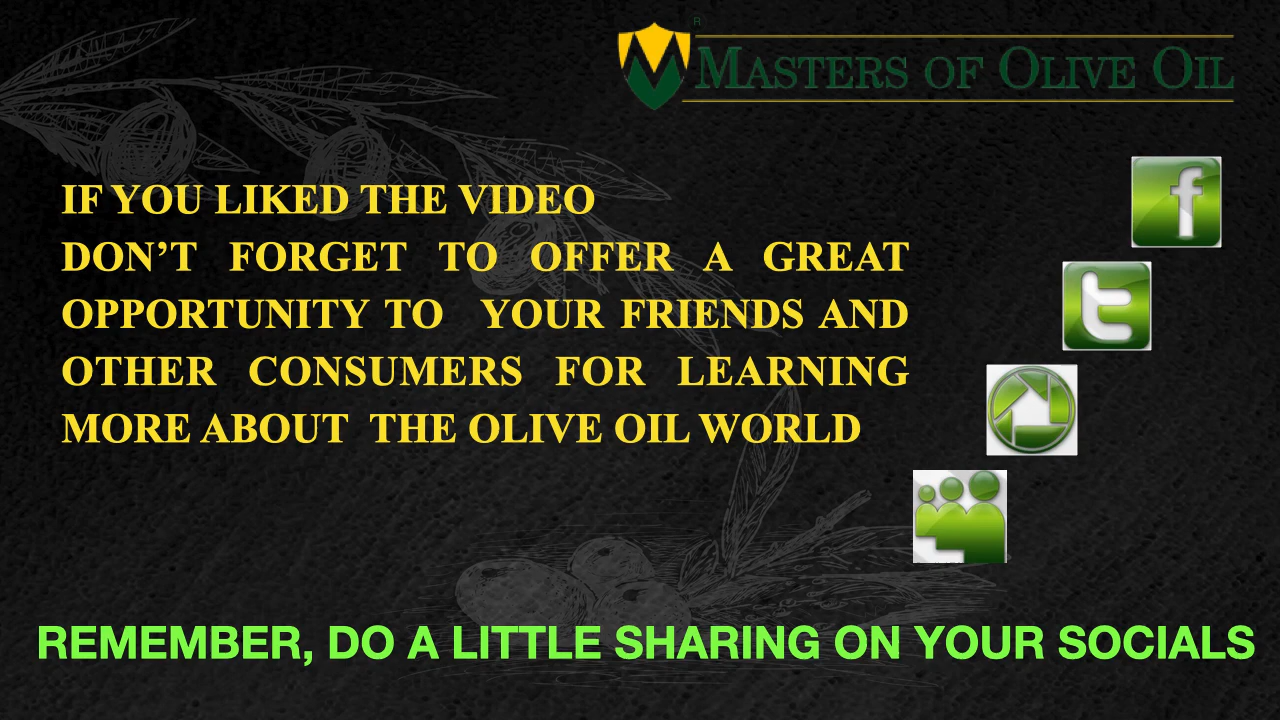 R
MASTERS OF OLIVE OIL
IF YOU LIKED THE VIDEO
DON’T FORGET TO OFFER A GREAT
OPPORTUNITY TO YOUR FRIENDS AND
OTHER CONSUMERS FOR LEARNING
MORE ABOUT THE OLIVE OIL WORLD
f
t
REMEMBER, DO A LITTLE SHARING ON YOUR SOCIALS